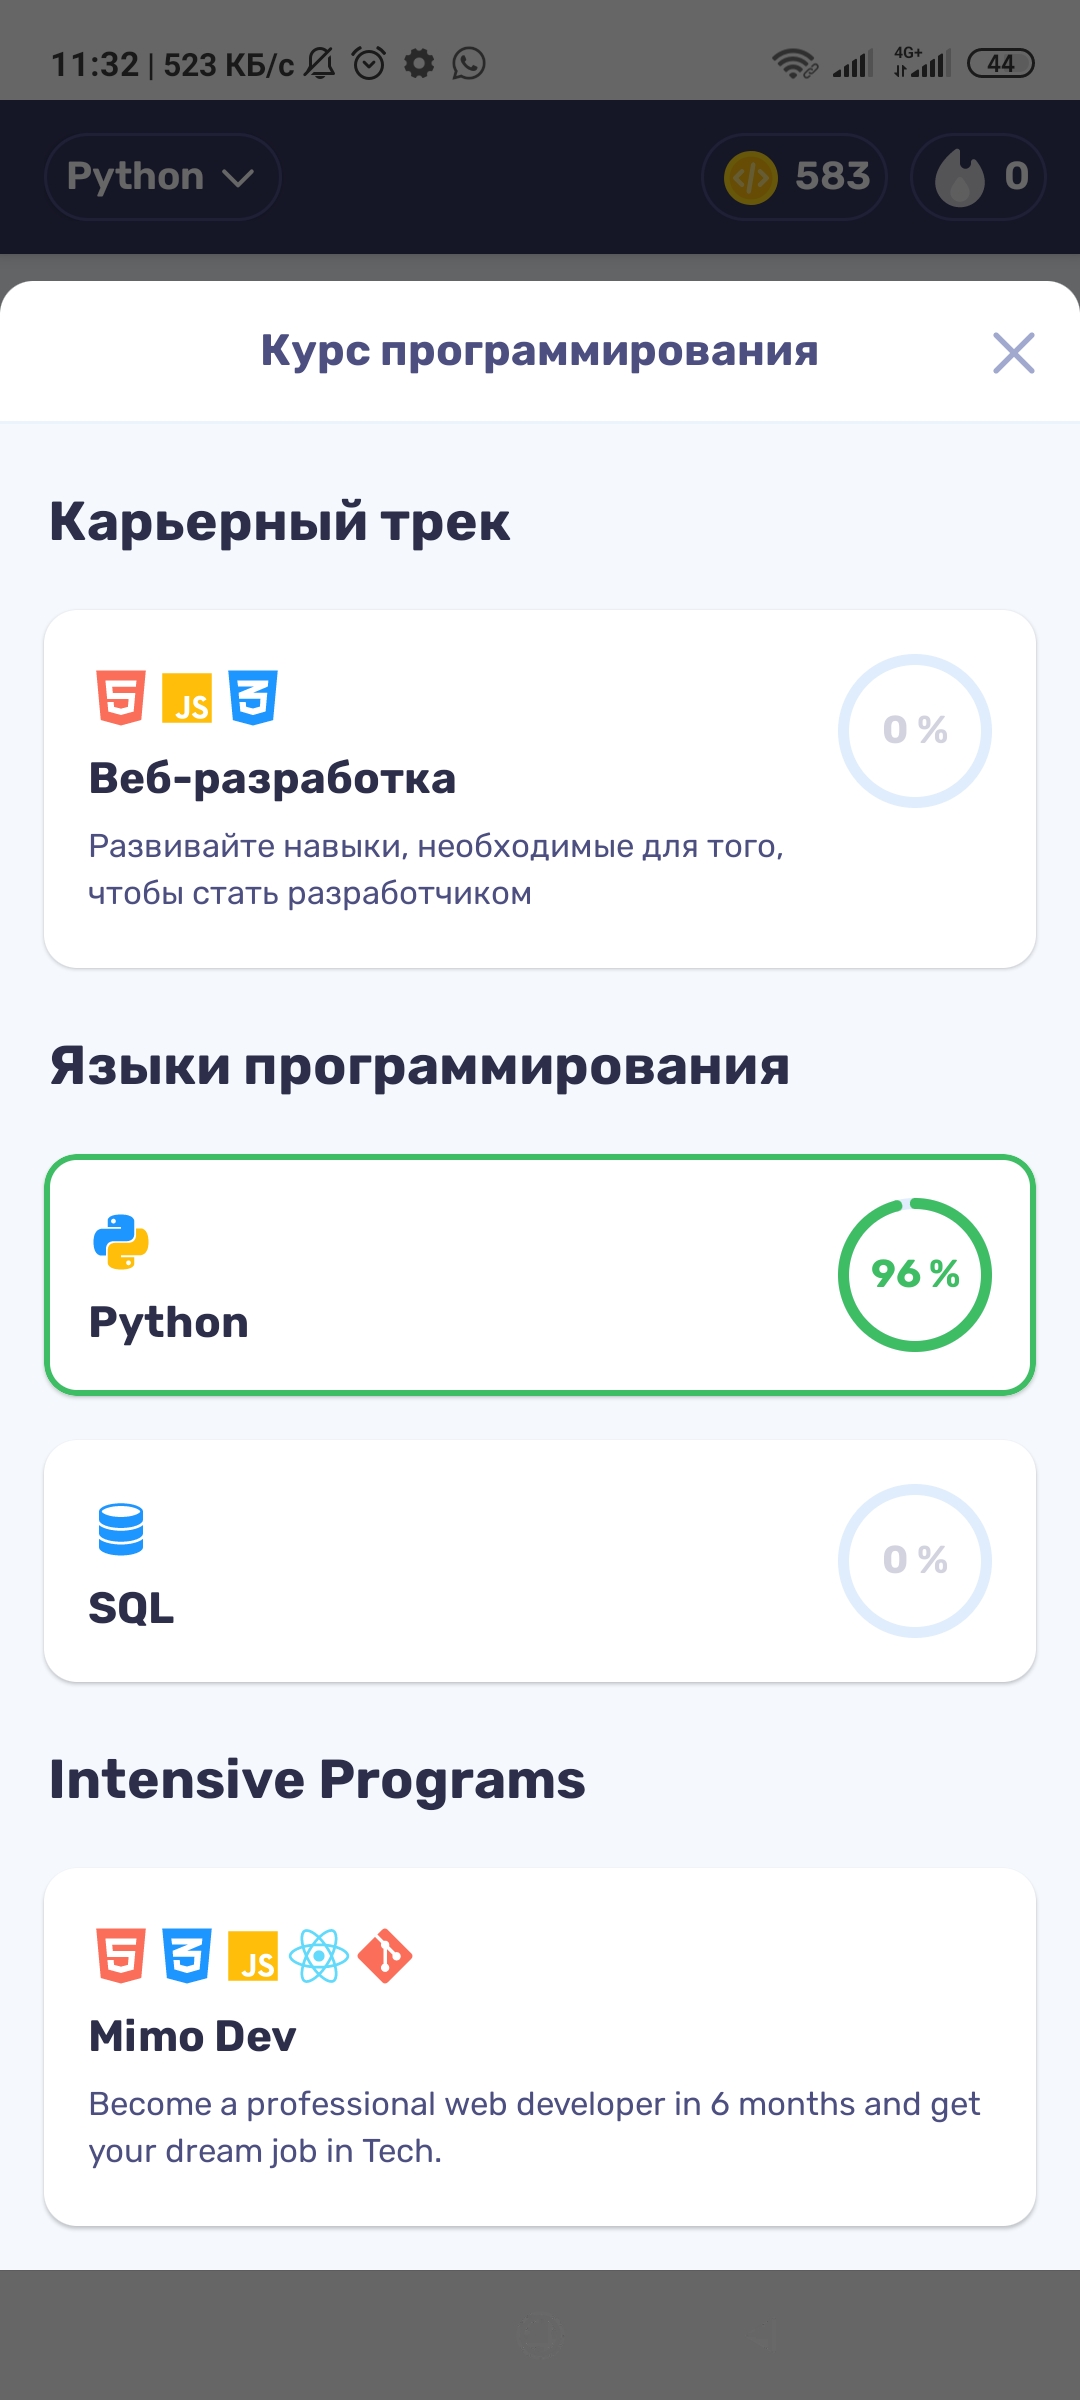 11:32 | 523 КБ/с
4G+
44
Python
583
0
Курс программирования
Карьерный трек
JS
0 %
Веб-разработка
Развивайте навыки, необходимые для того,
чтобы стать разработчиком
Языки программирования
96 %
Python
0 %
SQL
Intensive Programs
JS
Mimo Dev
Become a professional web developer in 6 months and get
your dream job in Tech.